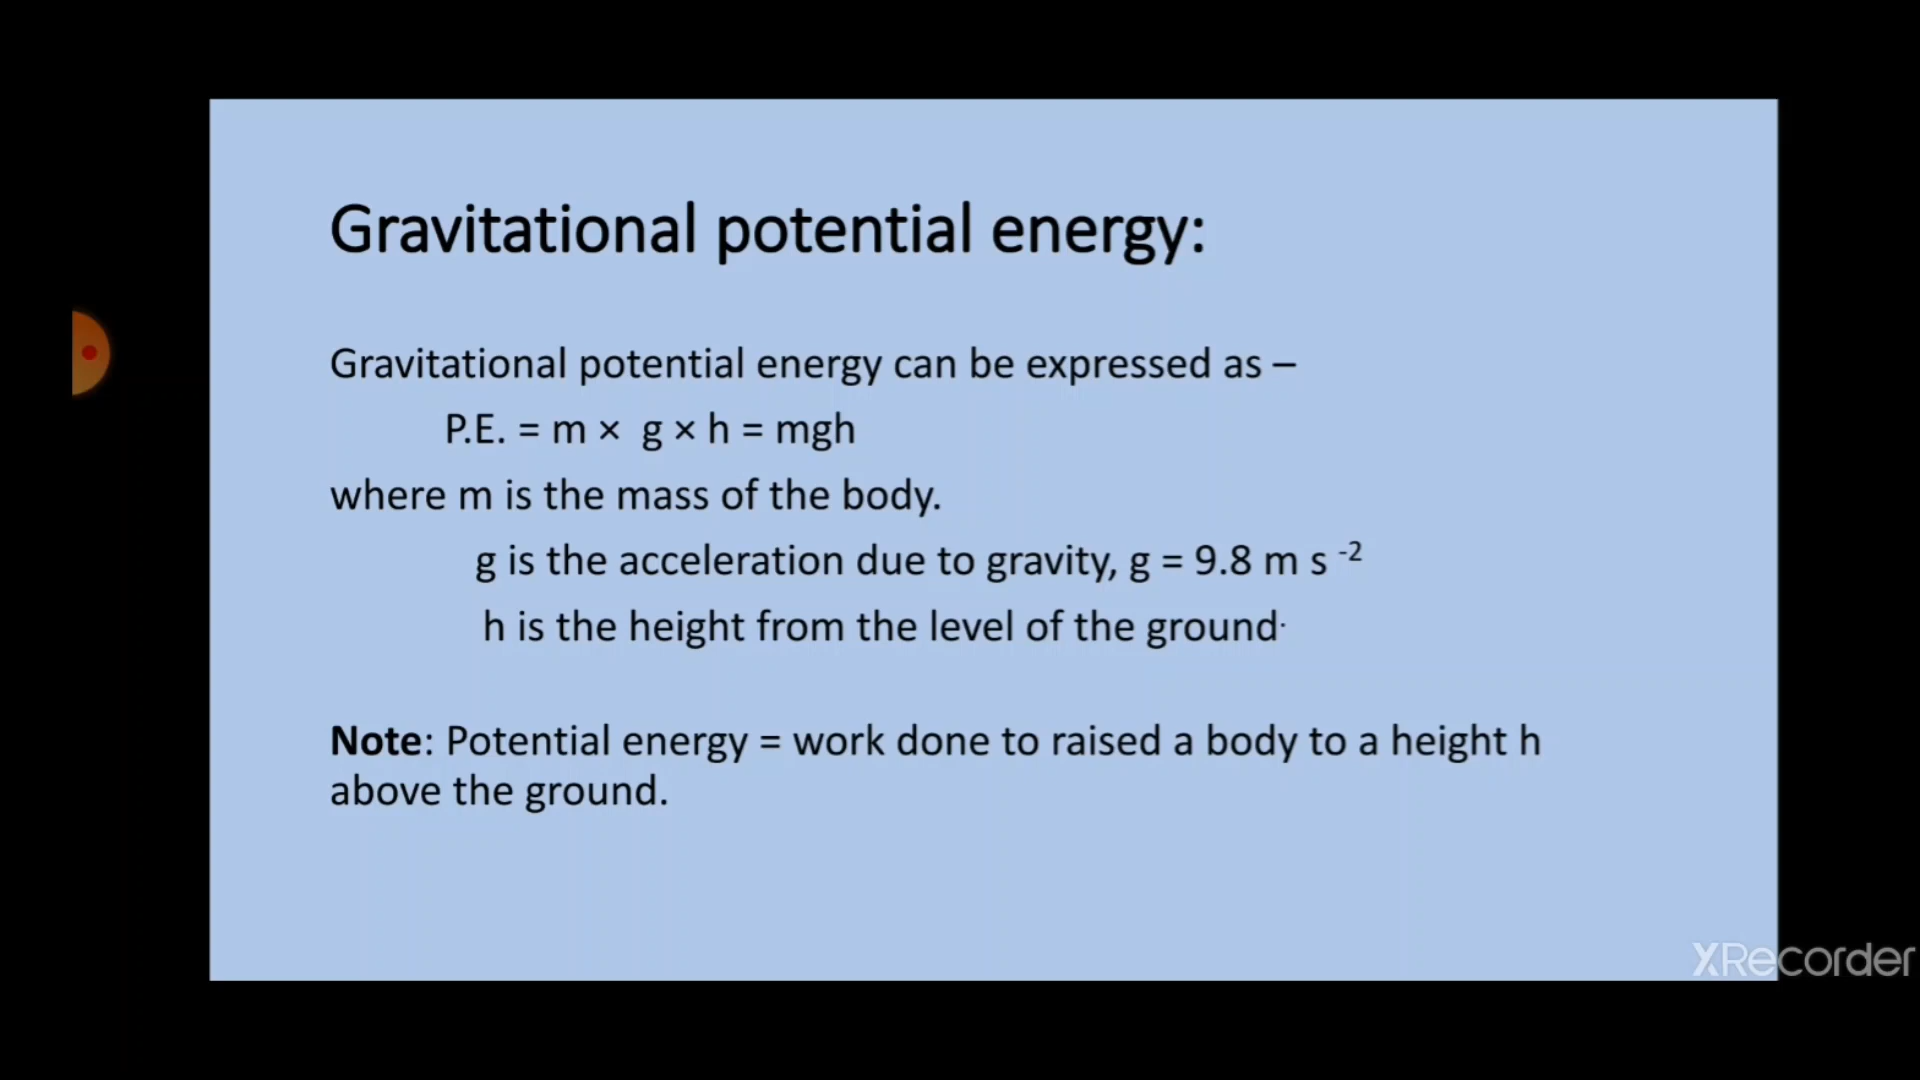 Gravitational potential energy:
Gravitational potential energy can be expressed as –
P.E. = m × g × h = mgh
where m is the mass of the body.
g is the acceleration due to gravity, g = 9.8 m s -2
h is the height from the level of the ground.
Note: Potential energy = work done to raised a body to a height h
above the ground.
XRecorder